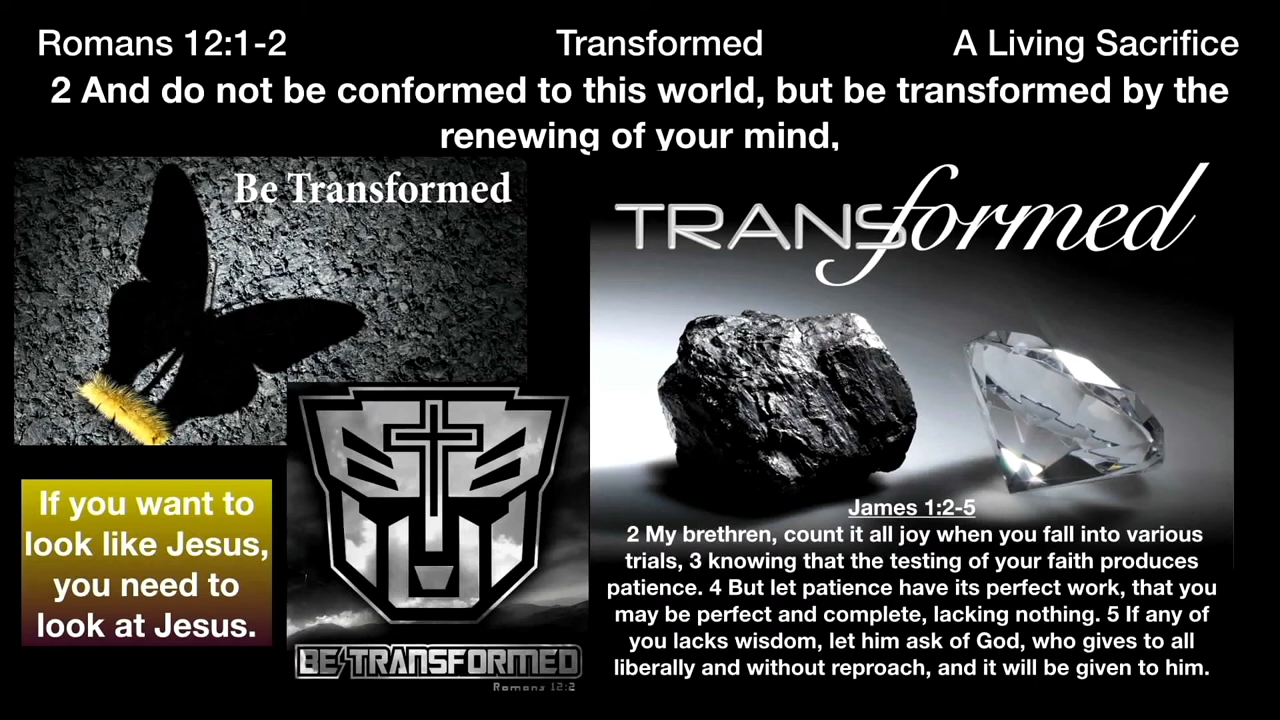 Romans 12:1-2 Transformed A Living Sacrifice
2 And do not be conformed to this world, but be transformed by the
renewing of your mind,
Be Transformed
TRANSformed
If you want to
look like Jesus,
you need to
look at Jesus.
BE TRANSFORMED
Romans 12:2
James 1:2-5
2 My brethren, count it all joy when you fall into various
trials, 3 knowing that the testing of your faith produces
patience. 4 But let patience have its perfect work, that you
may be perfect and complete, lacking nothing. 5 If any of
you lacks wisdom, let him ask of God, who gives to all
liberally and without reproach, and it will be given to him.